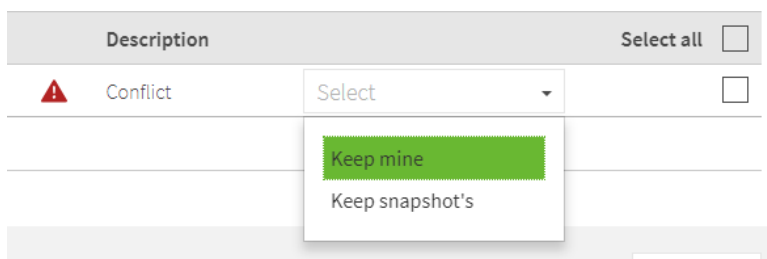 Description Select all
Conflict Select
Keep mine
Keep snapshot's